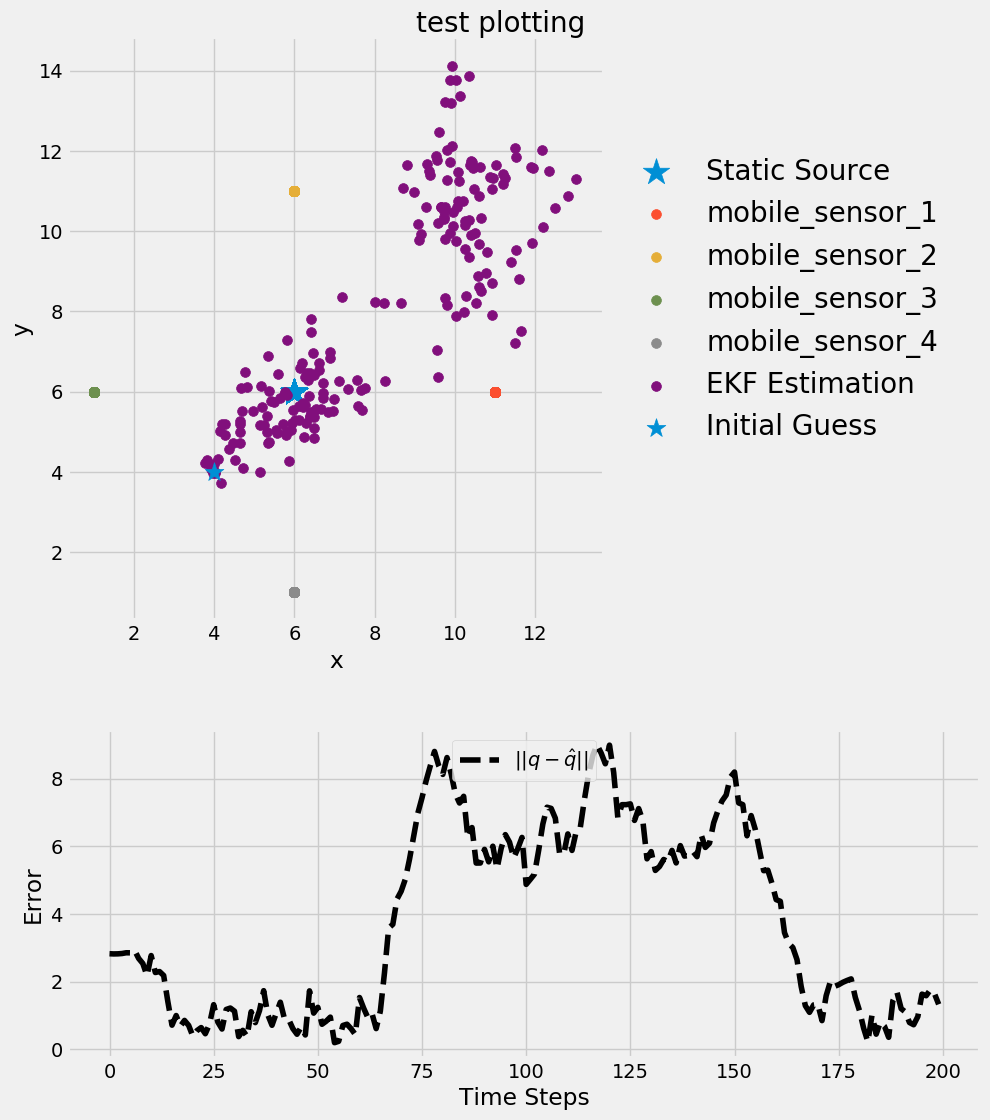 test plotting
14
12
10
8
6
4
2
y
2 4 6 8 10 12
x
Static Source
mobile_sensor_1
mobile_sensor_2
mobile_sensor_3
mobile_sensor_4
EKF Estimation
Initial Guess
||q − q̂||
8
6
4
2
0
Error
0 25 50 75 100 125 150 175 200
Time Steps